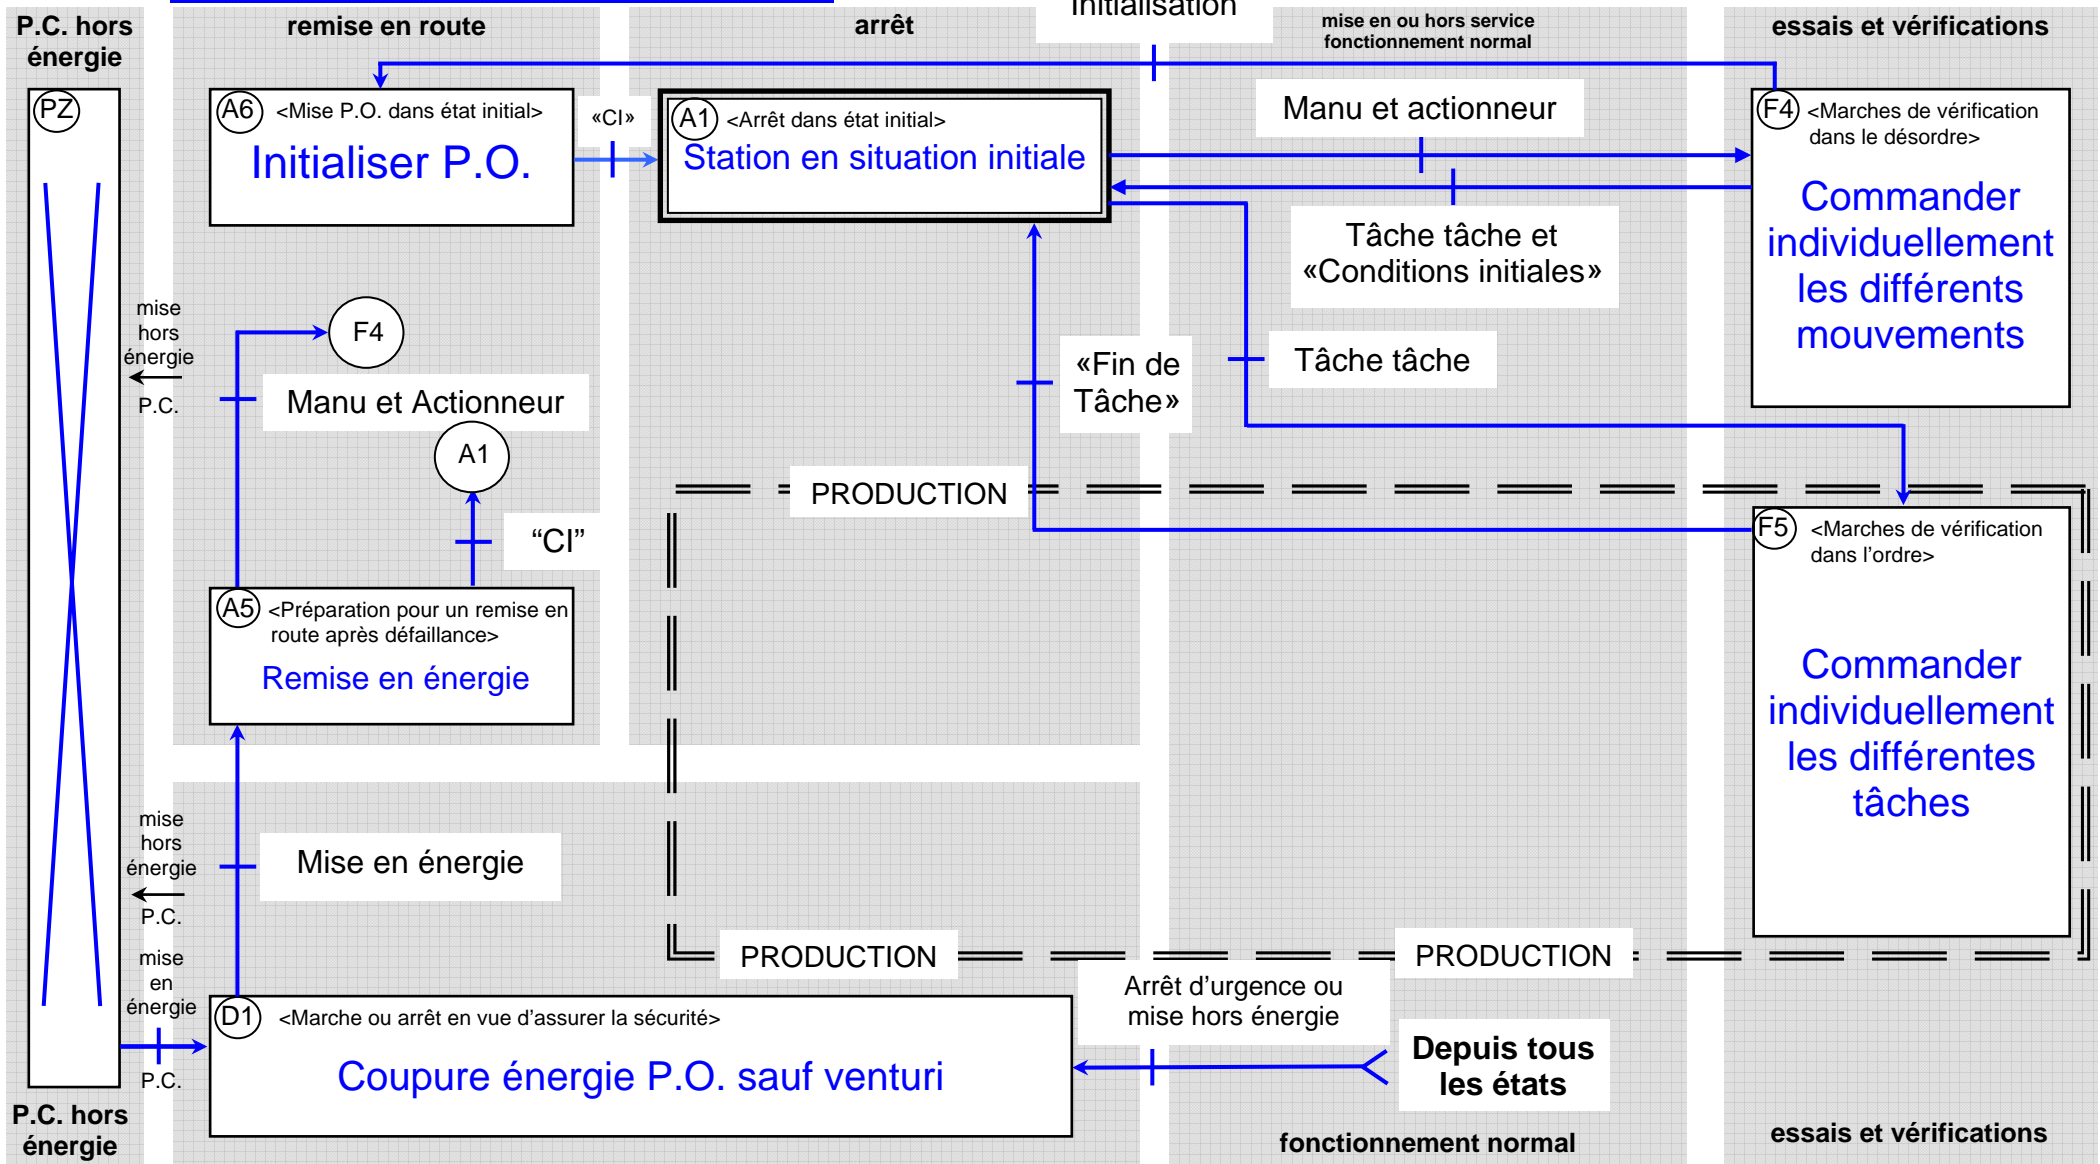 Initialisation
P.C. hors
énergie
remise en route
arrêt
mise en ou hors service
fonctionnement normal
essais et vérifications
PZ
A6
<Mise P.O. dans état initial>
Initialiser P.O.
«CI»
A1
<Arrêt dans état initial>
Station en situation initiale
Manu et actionneur
F4
<Marches de vérification
dans le désordre>
Commander
individuellement
les différents
mouvements
Tâche tâche et
«Conditions initiales»
mise
hors
énergie
P.C.
F4
Manu et Actionneur
«Fin de
Tâche»
Tâche tâche
A1
“CI”
PRODUCTION
F5
<Marches de vérification
dans l’ordre>
Commander
individuellement
les différentes
tâches
A5
<Préparation pour un remise en
route après défaillance>
Remise en énergie
mise
hors
énergie
P.C.
Mise en énergie
PRODUCTION
PRODUCTION
mise
en
énergie
P.C.
D1
<Marche ou arrêt en vue d’assurer la sécurité>
Coupure énergie P.O. sauf venturi
Arrêt d’urgence ou
mise hors énergie
Depuis tous
les états
P.C. hors
énergie
fonctionnement normal
essais et vérifications